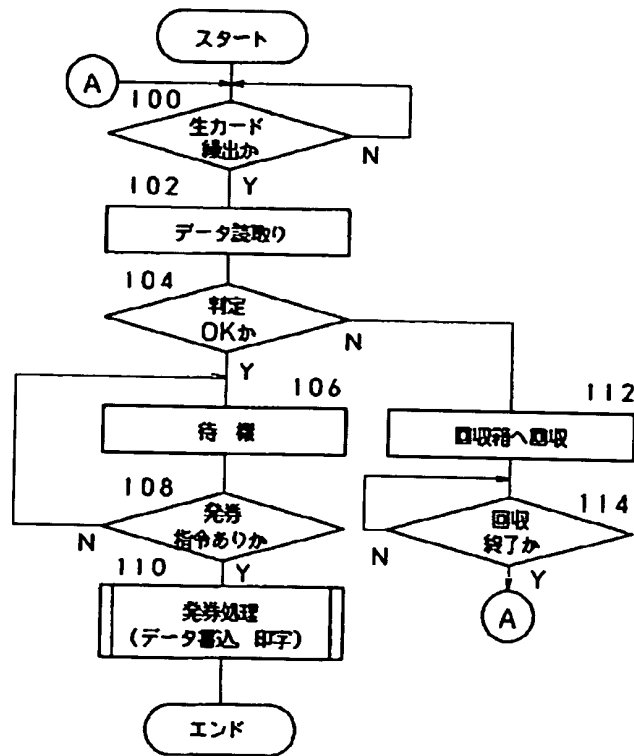 スタート
A
100
生カード
繰出か
N
Y
102
データ読取り
104
判定
OKか
N
Y
106
待機
112
回収箱へ回収
108
発券
指令ありか
N
Y
114
回収
終了か
N
Y
110
発券処理
(データ書込, 印字)
A
エンド